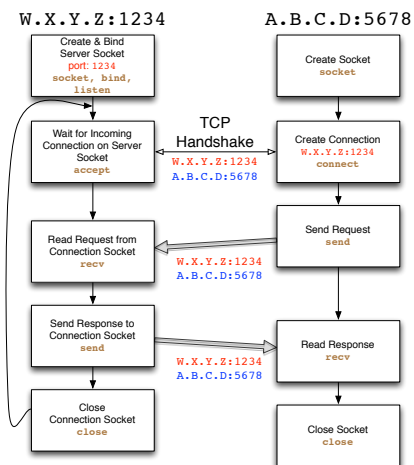 W.X.Y.Z:1234
A.B.C.D:5678
Create & Bind
Server Socket
port: 1234
socket, bind,
listen
Create Socket
socket
Wait for Incoming
Connection on Server
Socket
accept
TCP
Handshake
W.X.Y.Z:1234
A.B.C.D:5678
Create Connection
W.X.Y.Z:1234
connect
Send Request
send
Read Request from
Connection Socket
recv
W.X.Y.Z:1234
A.B.C.D:5678
Send Response to
Connection Socket
send
Read Response
recv
W.X.Y.Z:1234
A.B.C.D:5678
Close
Connection Socket
close
Close Socket
close